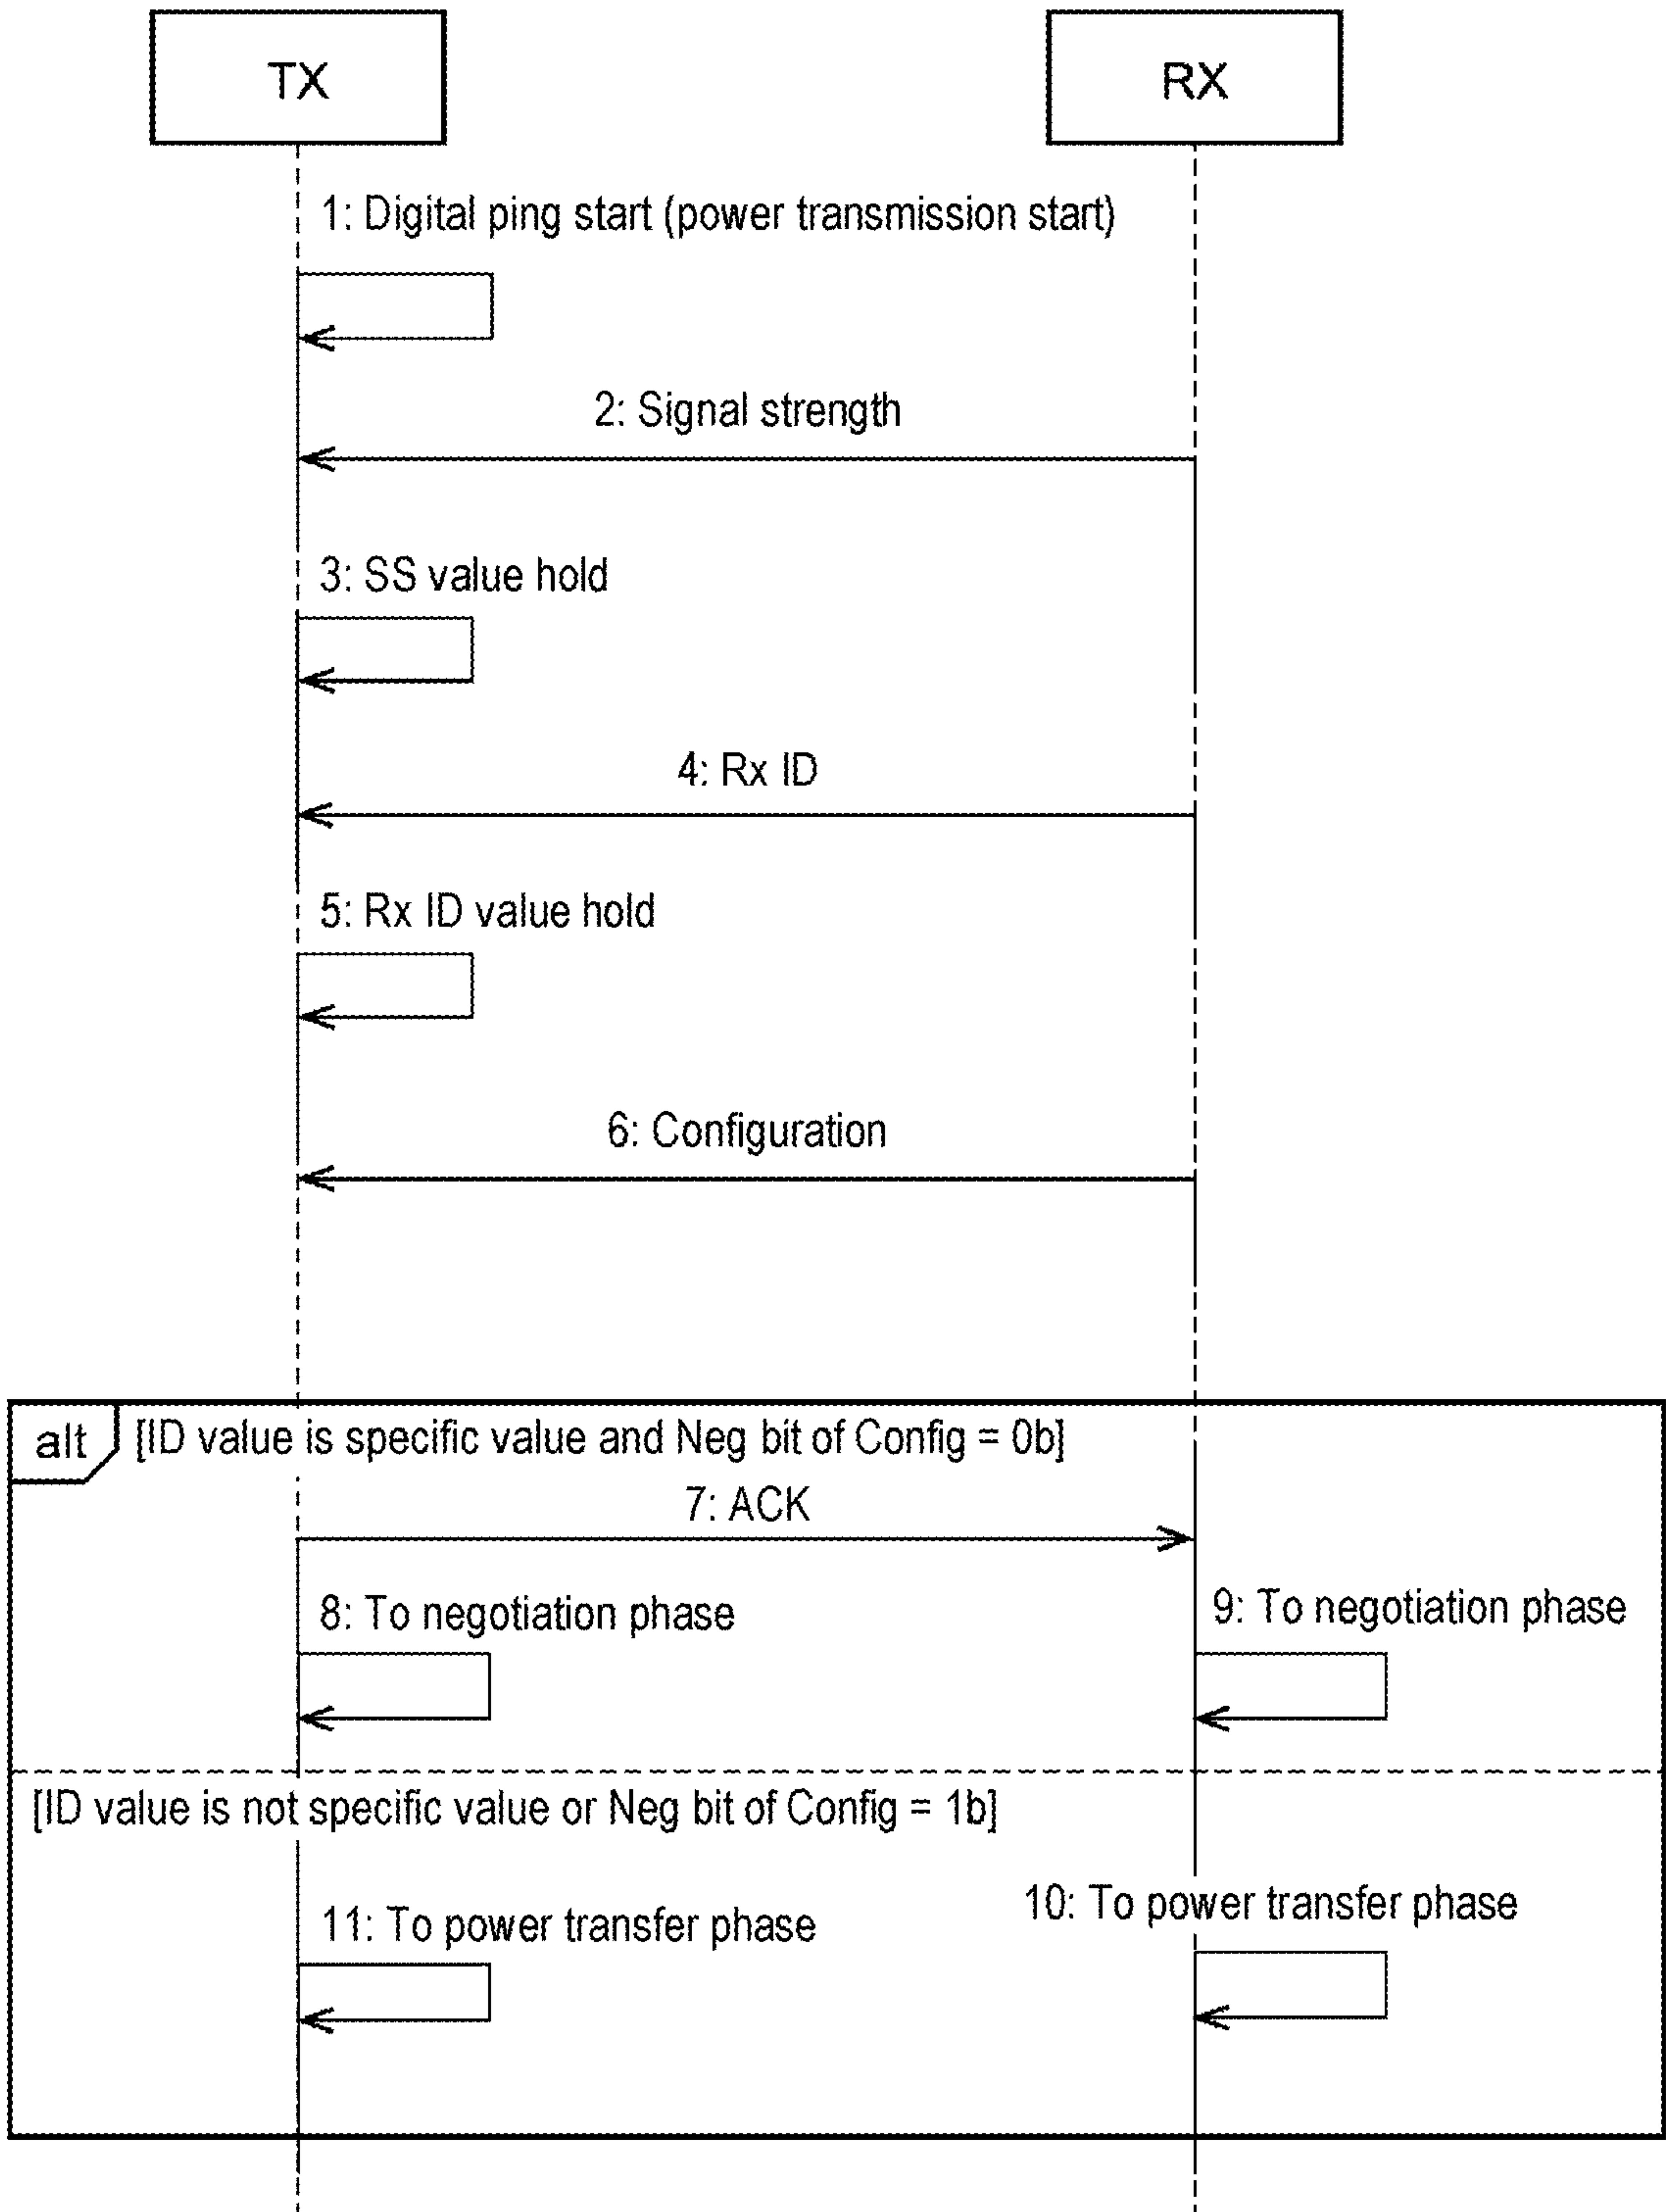 TX
RX
1: Digital ping start (power transmission start)
2: Signal strength
3: SS value hold
4: Rx ID
5: Rx ID value hold
6: Configuration
alt
[ID value is specific value and Neg bit of Config = 0b]
7: ACK
8: To negotiation phase
9: To negotiation phase
[ID value is not specific value or Neg bit of Config = 1b]
10: To power transfer phase
11: To power transfer phase